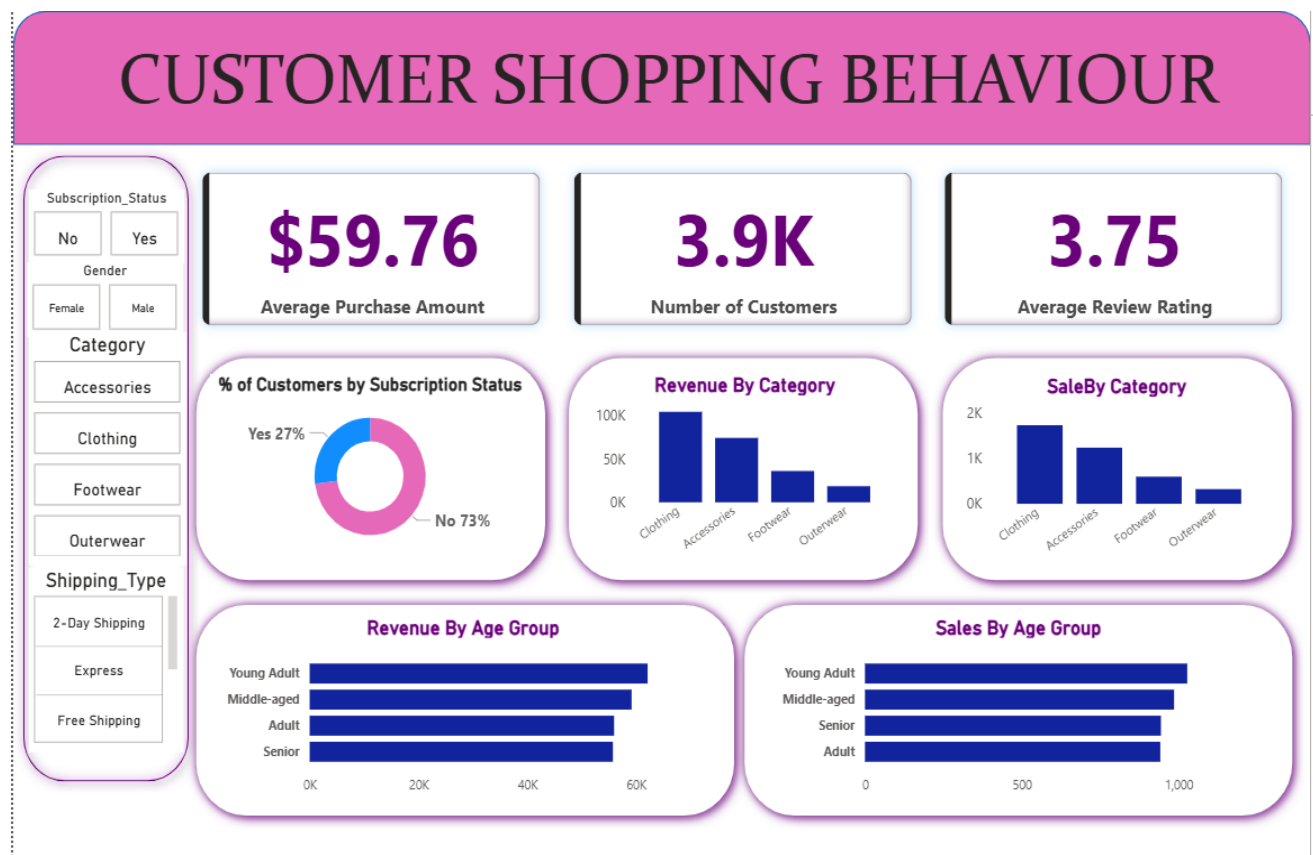 CUSTOMER SHOPPING BEHAVIOUR
Subscription_Status
No
Yes
Gender
Female
Male
Category
Accessories
Clothing
Footwear
Outerwear
Shipping_Type
2-Day Shipping
Express
Free Shipping
$59.76
Average Purchase Amount
3.9K
Number of Customers
3.75
Average Review Rating
% of Customers by Subscription Status
Yes 27%
No 73%
Revenue By Category
100K
50K
0K
Clothing
Accessories
Footwear
Outerwear
SaleBy Category
2K
1K
0K
Clothing
Accessories
Footwear
Outerwear
Revenue By Age Group
Young Adult
Middle-aged
Adult
Senior
0K
20K
40K
60K
Sales By Age Group
Young Adult
Middle-aged
Senior
Adult
0
500
1,000